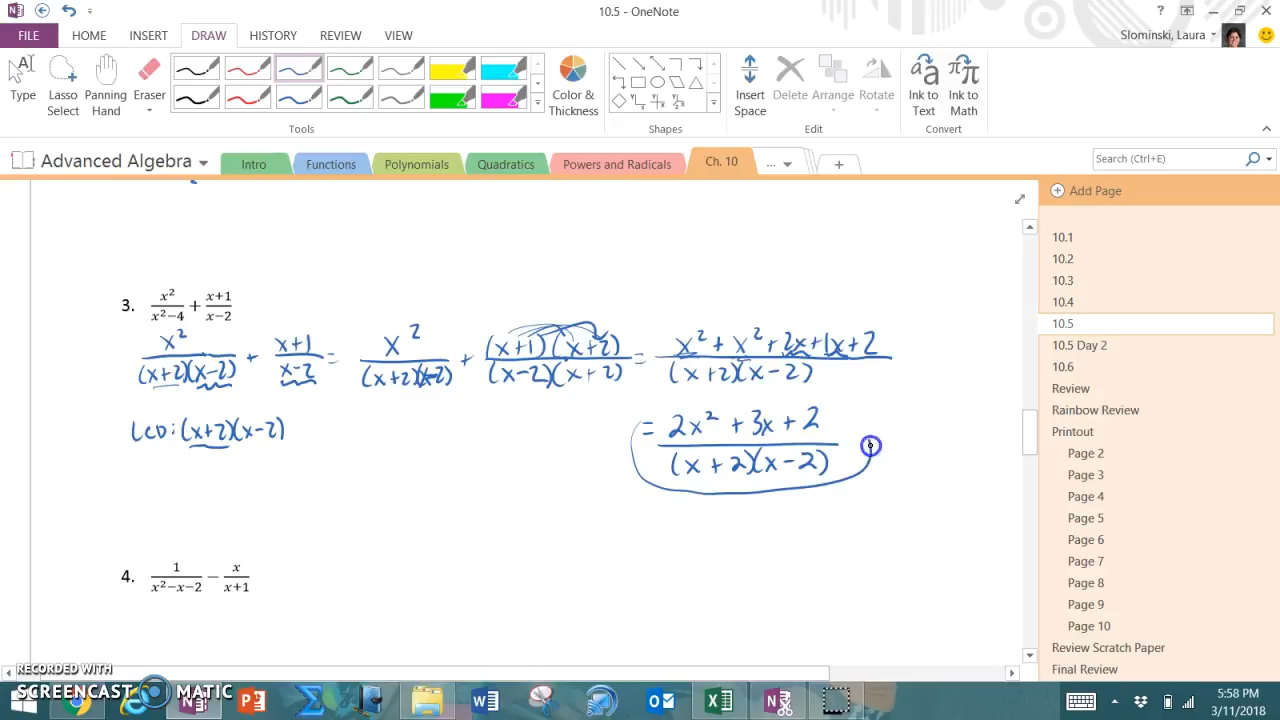 10.5 - OneNote
FILE HOME INSERT DRAW HISTORY REVIEW VIEW
Slominski, Laura
Type Lasso Select Panning Hand Eraser Color & Thickness Insert Space Delete Arrange Rotate Ink to Text Ink to Math
Tools Shapes Edit Convert
Advanced Algebra Intro Functions Polynomials Quadratics Powers and Radicals Ch. 10 ... + Search (Ctrl+E)
Add Page
10.1
10.2
10.3
10.4
10.5
10.5 Day 2
10.6
Review
Rainbow Review
Printout
Page 2
Page 3
Page 4
Page 5
Page 6
Page 7
Page 8
Page 9
Page 10
Review Scratch Paper
Final Review
3. x²/(x²−4) + (x+1)/(x−2)
x²/((x+2)(x-2)) + (x+1)/(x-2) = x²/((x+2)(x-2)) + ((x+1)(x+2))/((x-2)(x+2)) = (x² + x² + 2x + 1x + 2)/((x+2)(x-2))
LCD: (x+2)(x-2)
= (2x² + 3x + 2)/((x+2)(x-2))
4. 1/(x²−x−2) − x/(x+1)
RECORDED WITH
SCREENCAST MATIC
5:58 PM
3/11/2018